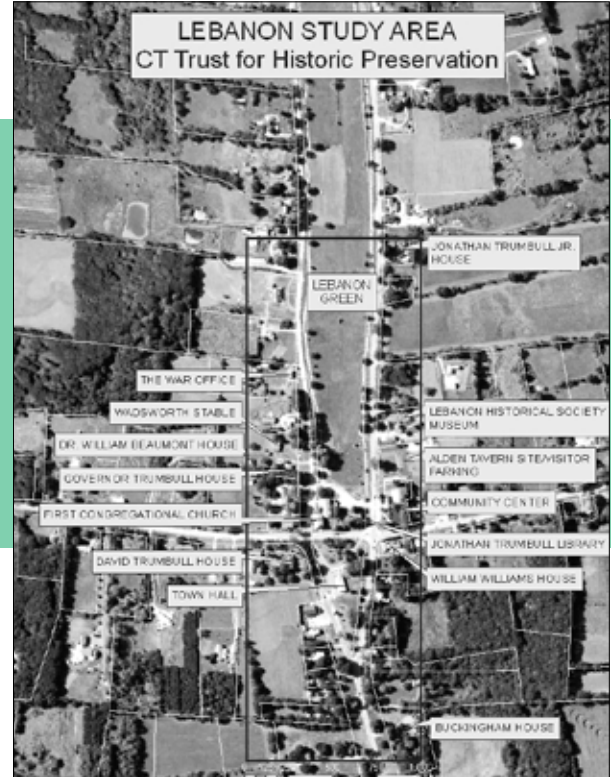 LEBANON STUDY AREA
CT Trust for Historic Preservation
JONATHAN TRUMBULL JR.
HOUSE
LEBANON
GREEN
THE WAR OFFICE
WADSWORTH STABLE
DR. WILLIAM BEAUMONT HOUSE
GOVERNOR TRUMBULL HOUSE
FIRST CONGREGATIONAL CHURCH
DAVID TRUMBULL HOUSE
TOWN HALL
LEBANON HISTORICAL SOCIETY
MUSEUM
ALDEN TAVERN SITE/VISITOR
PARKING
COMMUNITY CENTER
JONATHAN TRUMBULL LIBRARY
WILLIAM WILLIAMS HOUSE
BUCKINGHAM HOUSE